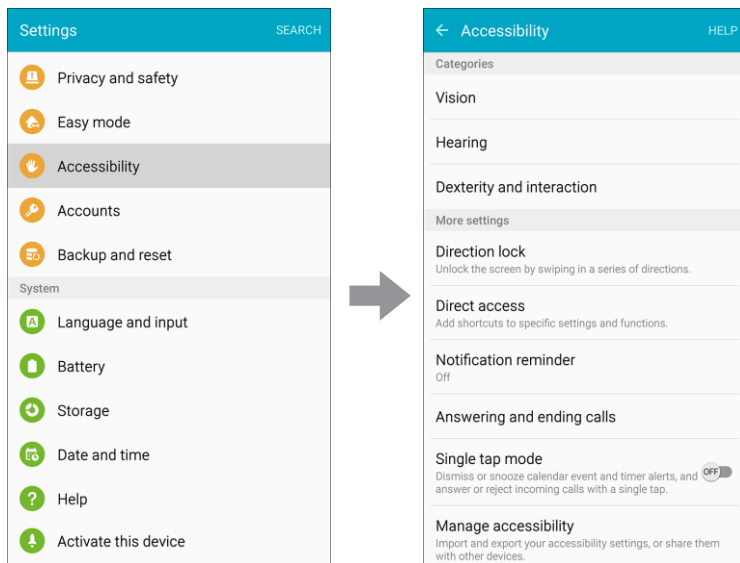 Settings
SEARCH
Privacy and safety
Easy mode
Accessibility
Accounts
Backup and reset
System
Language and input
Battery
Storage
Date and time
Help
Activate this device
Accessibility
HELP
Categories
Vision
Hearing
Dexterity and interaction
More settings
Direction lock
Unlock the screen by swiping in a series of directions.
Direct access
Add shortcuts to specific settings and functions.
Notification reminder
Off
Answering and ending calls
Single tap mode
Dismiss or snooze calendar event and timer alerts, and
answer or reject incoming calls with a single tap.
OFF
Manage accessibility
Import and export your accessibility settings, or share them
with other devices.